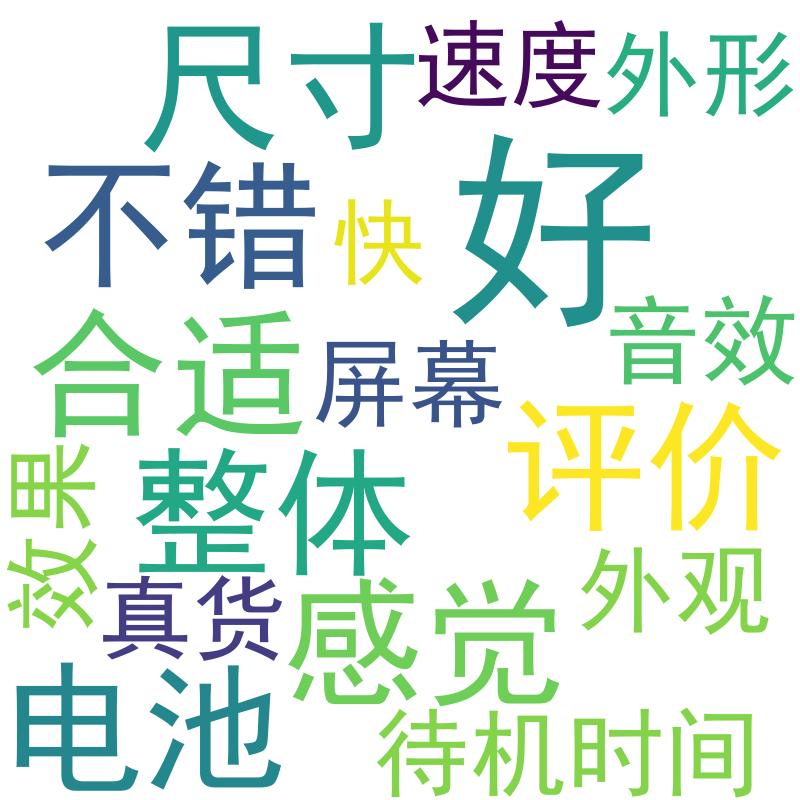 尺寸
速度
外形
不错
快
好
合适
屏幕
音效
评价
效果
整体
外观
真货
感觉
电池
待机时间